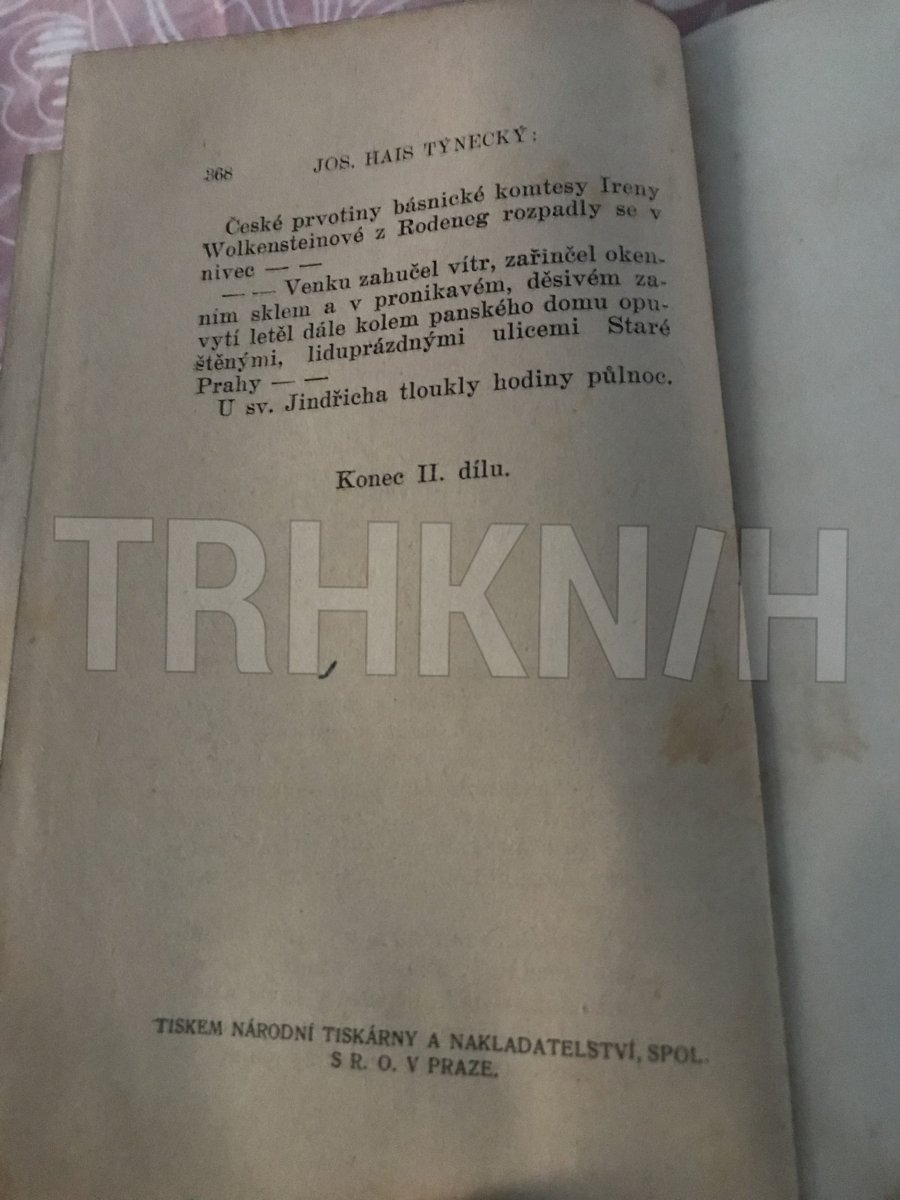 368 JOS. HAIS TÝNECKÝ:
České prvotiny básnické komtesy Ireny
Wolkensteinové z Rodeneg rozpadly se v
nivec — —
— — Venku zahučel vítr, zařinčel oken-
ním sklem a v pronikavém, děsivém za-
vytí letěl dále kolem panského domu opu-
štěnými, liduprázdnými ulicemi Staré
Prahy — —
U sv. Jindřicha tloukly hodiny půlnoc.
Konec II. dílu.
TRHKN/H
TISKEM NÁRODNÍ TISKÁRNY A NAKLADATELSTVÍ, SPOL.
S R. O. V PRAZE.